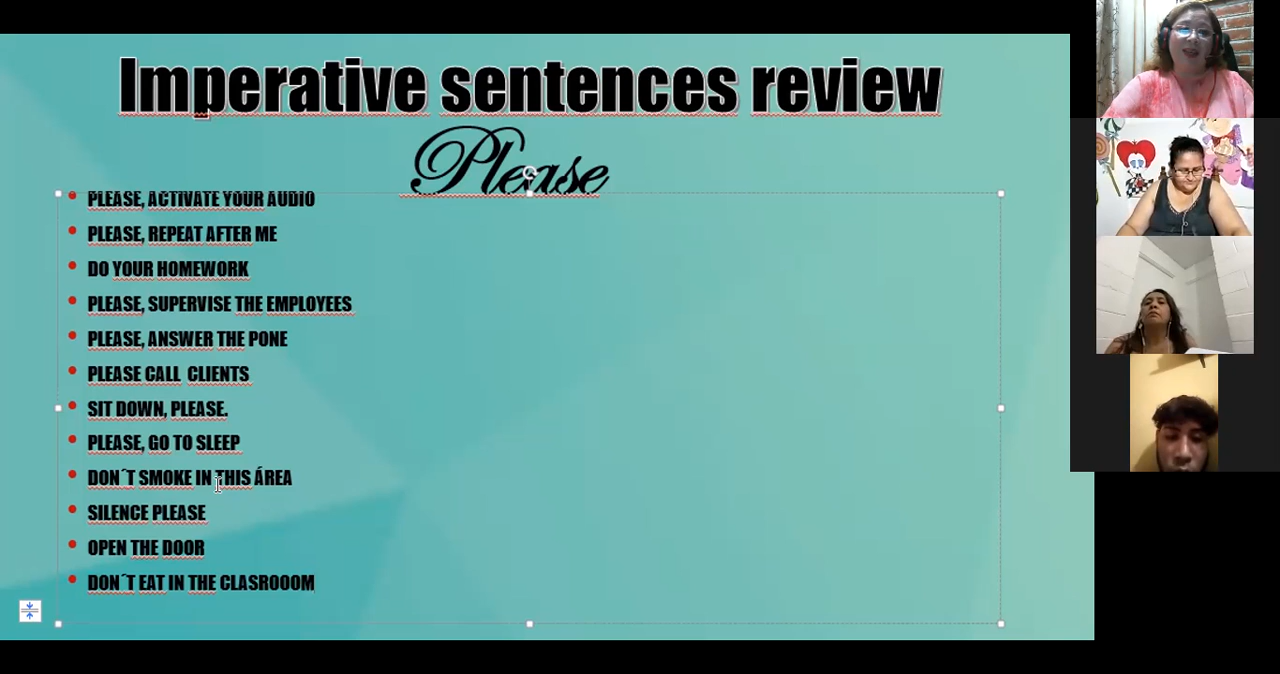 Imperative sentences review
Please
PLEASE, ACTIVATE YOUR AUDIO
PLEASE, REPEAT AFTER ME
DO YOUR HOMEWORK
PLEASE, SUPERVISE THE EMPLOYEES
PLEASE, ANSWER THE PONE
PLEASE CALL  CLIENTS
SIT DOWN, PLEASE.
PLEASE, GO TO SLEEP
DON´T SMOKE IN THIS ÁREA
SILENCE PLEASE
OPEN THE DOOR
DON´T EAT IN THE CLASROOOM